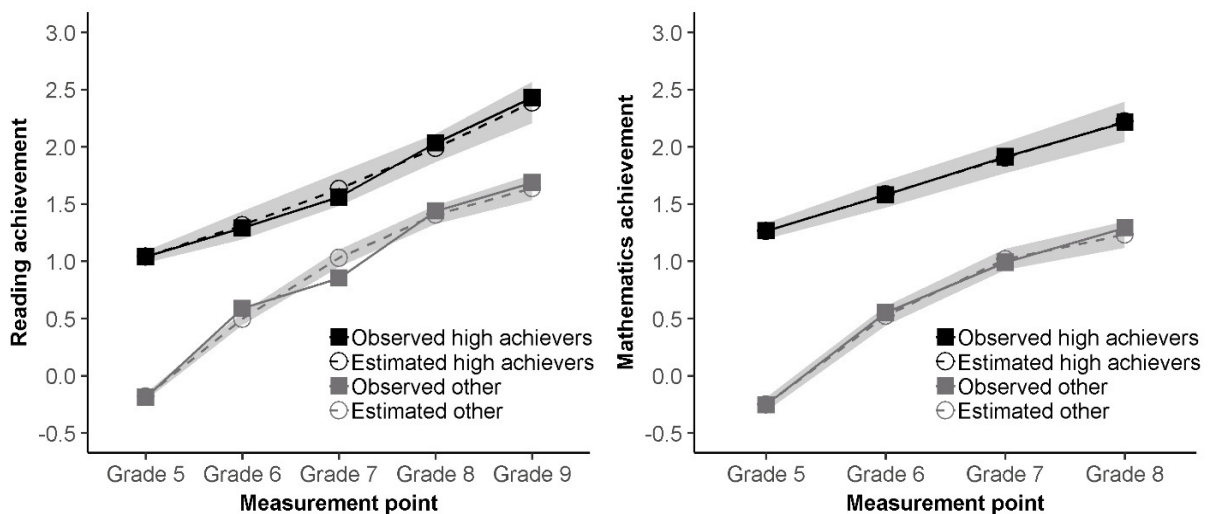 Reading achievement
3.0
2.5
2.0
1.5
1.0
0.5
0.0
-0.5
Observed high achievers
Estimated high achievers
Observed other
Estimated other
Grade 5 Grade 6 Grade 7 Grade 8 Grade 9
Measurement point
Mathematics achievement
3.0
2.5
2.0
1.5
1.0
0.5
0.0
-0.5
Observed high achievers
Estimated high achievers
Observed other
Estimated other
Grade 5 Grade 6 Grade 7 Grade 8
Measurement point